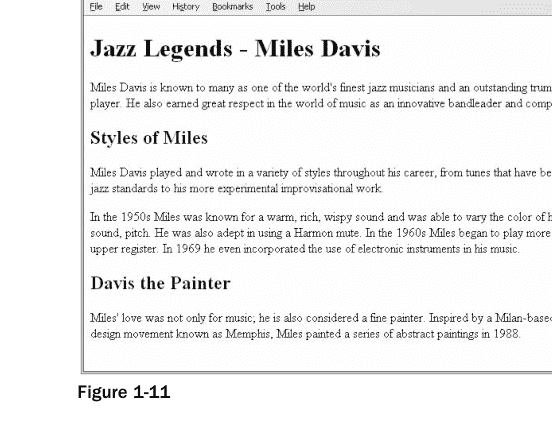 File Edit View History Bookmarks Tools Help
Jazz Legends - Miles Davis
Miles Davis is known to many as one of the world's finest jazz musicians and an outstanding
player. He also earned great respect in the world of music as an innovative bandleader and
Styles of Miles
Miles Davis played and wrote in a variety of styles throughout his career, from tunes that have
jazz standards to his more experimental improvisational work.
In the 1950s Miles was known for a warm, rich, wispy sound and was able to vary the color of
sound, pitch. He was also adept in using a Harmon mute. In the 1960s Miles began to play more
upper register. In 1969 he even incorporated the use of electronic instruments in his music.
Davis the Painter
Miles' love was not only for music; he is also considered a fine painter. Inspired by a
design movement known as Memphis, Miles painted a series of abstract paintings in 1988.
Figure 1-11